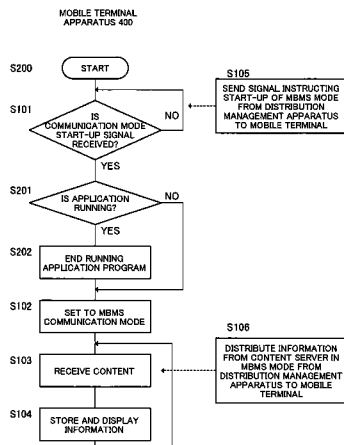 MOBILE TERMINAL
APPARATUS 400
S200
START
S105
SEND SIGNAL INSTRUCTING
START-UP OF MBMS MODE
FROM DISTRIBUTION
MANAGEMENT APPARATUS
TO MOBILE TERMINAL
S101
IS
COMMUNICATION MODE
START-UP SIGNAL
RECEIVED?
NO
YES
S201
IS APPLICATION
RUNNING?
NO
YES
S202
END RUNNING
APPLICATION PROGRAM
S102
SET TO MBMS
COMMUNICATION MODE
S106
DISTRIBUTE INFORMATION
FROM CONTENT SERVER IN
MBMS MODE FROM
DISTRIBUTION MANAGEMENT
APPARATUS TO MOBILE
TERMINAL
S103
RECEIVE CONTENT
S104
STORE AND DISPLAY
INFORMATION